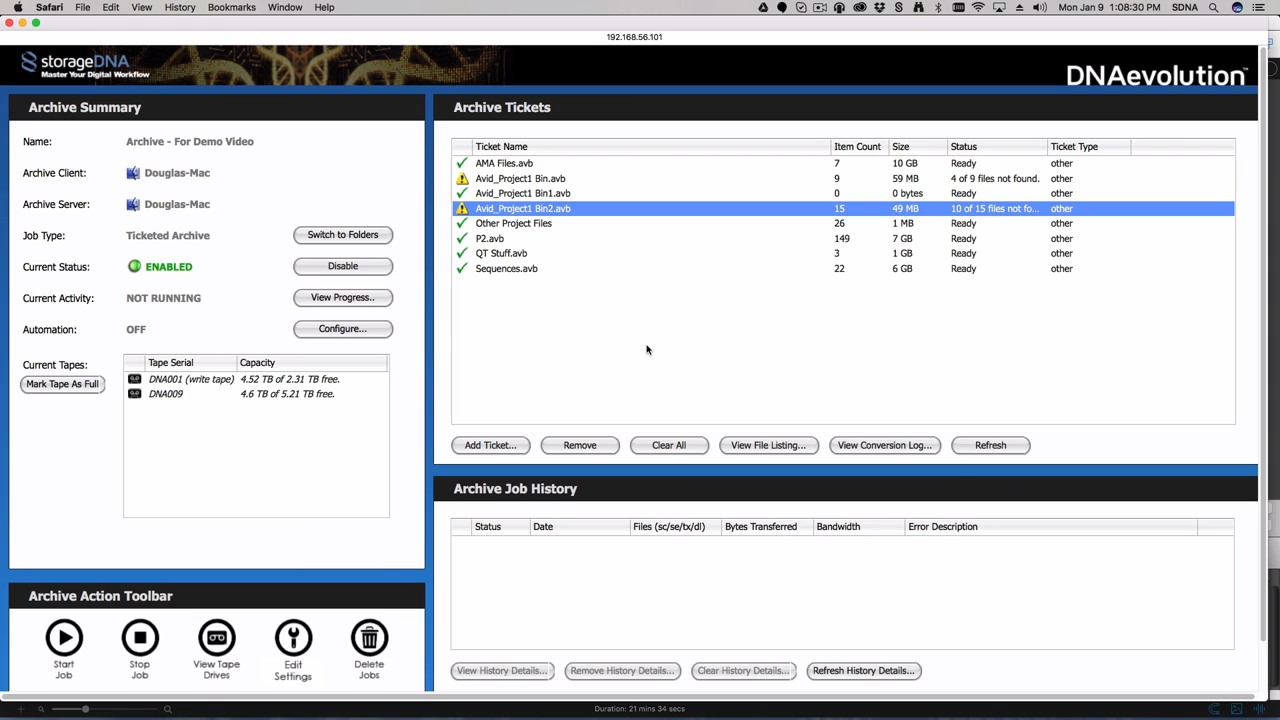 Safari File Edit View History Bookmarks Window Help Mon Jan 9 1:08:30 PM SDNA
192.168.56.101
storageDNA
Master Your Digital Workflow
DNAevolution™
Archive Summary
Name: Archive - For Demo Video
Archive Client: Douglas-Mac
Archive Server: Douglas-Mac
Job Type: Ticketed Archive Switch to Folders
Current Status: ENABLED Disable
Current Activity: NOT RUNNING View Progress..
Automation: OFF Configure...
Current Tapes:
Mark Tape As Full
Tape Serial Capacity
DNA001 (write tape) 4.52 TB of 2.31 TB free.
DNA009 4.6 TB of 5.21 TB free.
Archive Action Toolbar
Start Job
Stop Job
View Tape Drives
Edit Settings
Delete Jobs
Archive Tickets
Ticket Name Item Count Size Status Ticket Type
AMA Files.avb 7 10 GB Ready other
Avid_Project1 Bin.avb 9 59 MB 4 of 9 files not found. other
Avid_Project1 Bin1.avb 0 0 bytes Ready other
Avid_Project1 Bin2.avb 15 49 MB 10 of 15 files not fo... other
Other Project Files 26 1 MB Ready other
P2.avb 149 7 GB Ready other
QT Stuff.avb 3 1 GB Ready other
Sequences.avb 22 6 GB Ready other
Add Ticket... Remove Clear All View File Listing... View Conversion Log... Refresh
Archive Job History
Status Date Files (sc/se/tx/dl) Bytes Transferred Bandwidth Error Description
View History Details... Remove History Details... Clear History Details... Refresh History Details...
Duration: 21 mins 34 secs